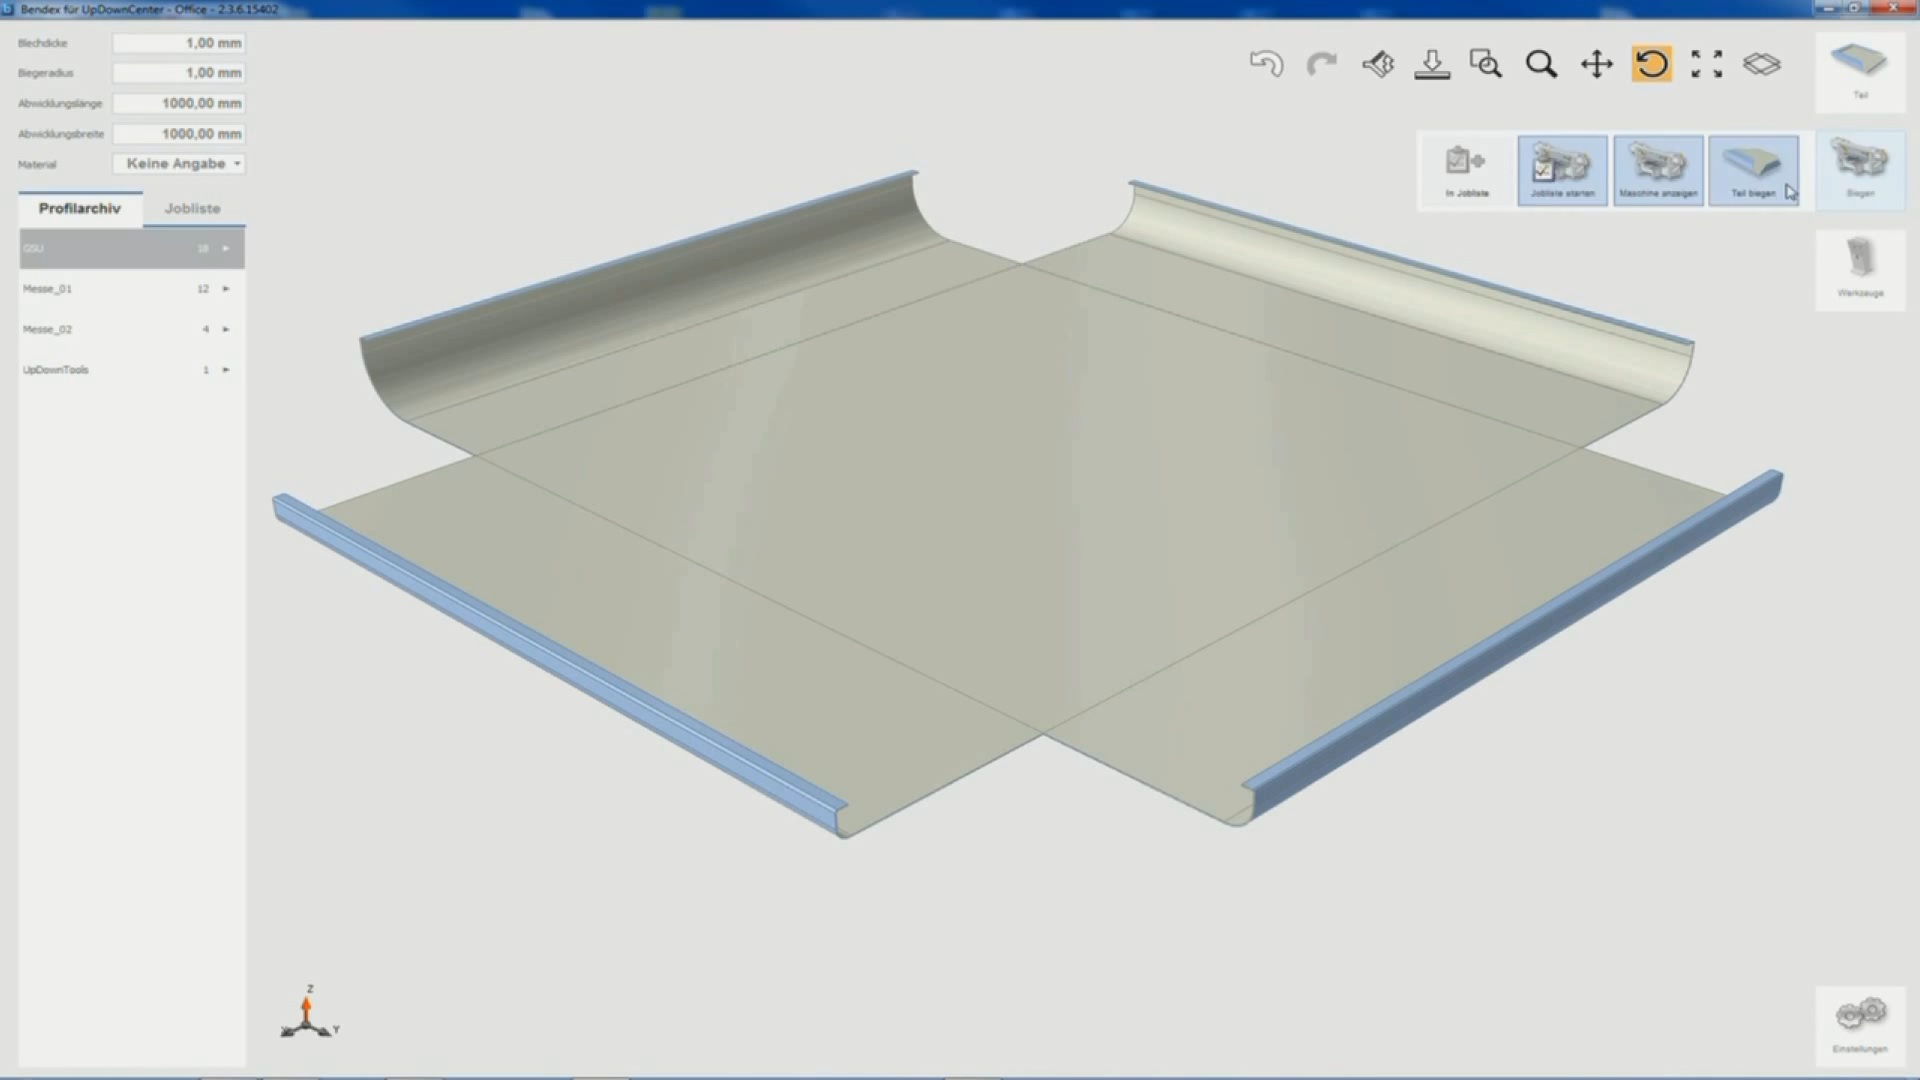 Bendex für UpDownCenter - Office - 2.3.6.15402
Blechdicke 1,00 mm
Biegeradius 1,00 mm
Abwicklungslänge 1000,00 mm
Abwicklungsbreite 1000,00 mm
Material Keine Angabe
Profilarchiv Jobliste
GSU 18
Messe_01 12
Messe_02 4
UpDownTools 1
Teil
In Jobliste
Jobliste starten
Maschine anzeigen
Teil biegen
Biegen
Werkzeuge
Z
Y
Einstellungen